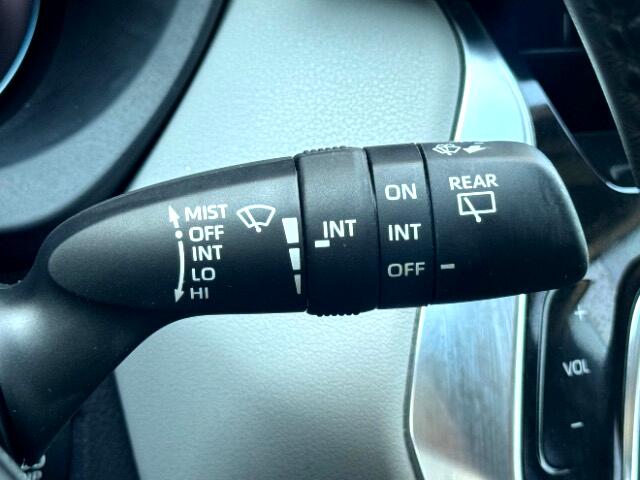 MIST
OFF
INT
LO
HI
INT
ON
INT
OFF
REAR
+
VOL
-